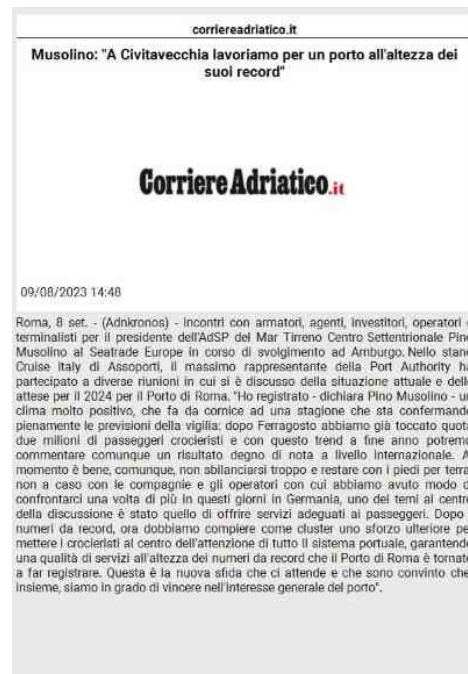 corriereadriatico.it
Musolino: "A Civitavecchia lavoriamo per un porto all'altezza dei
suoi record"
CorriereAdriatico.it
09/08/2023 14:48
Roma, 8 set. - (Adnkronos) - Incontri con armatori, agenti, investitori, operatori
terminalisti per il presidente dell'AdSP del Mar Tirreno Centro Settentrionale
Musolino al Seatrade Europe in corso di svolgimento ad Amburgo. Nello
Cruise Italy di Assoporti, il massimo rappresentante della Port Authority
partecipato a diverse riunioni in cui si è discusso della situazione attuale e
attese per il 2024 per il Porto di Roma. "Ho registrato - dichiara Pino Musolino -
clima molto positivo, che fa da cornice ad una stagione che sta
pienamente le previsioni della vigilia: dopo Ferragosto abbiamo già toccato quota
due milioni di passeggeri crocieristi e con questo trend a fine anno
commentare comunque un risultato degno di nota a livello internazionale.
momento è bene, comunque, non sbilanciarsi troppo e restare con i piedi per terra
non a caso con le compagnie e gli operatori con cui abbiamo avuto modo
confrontarci una volta di più in questi giorni in Germania, uno dei temi al centro
della discussione è stato quello di offrire servizi adeguati ai passeggeri. Dopo
numeri da record, ora dobbiamo compiere come cluster uno sforzo ulteriore
mettere i crocieristi al centro dell'attenzione di tutto il sistema portuale,
una qualità di servizi all'altezza dei numeri da record che il Porto di Roma è
a far registrare. Questa è la nuova sfida che ci attende e che sono convinto
insieme, siamo in grado di vincere nell'interesse generale del porto".